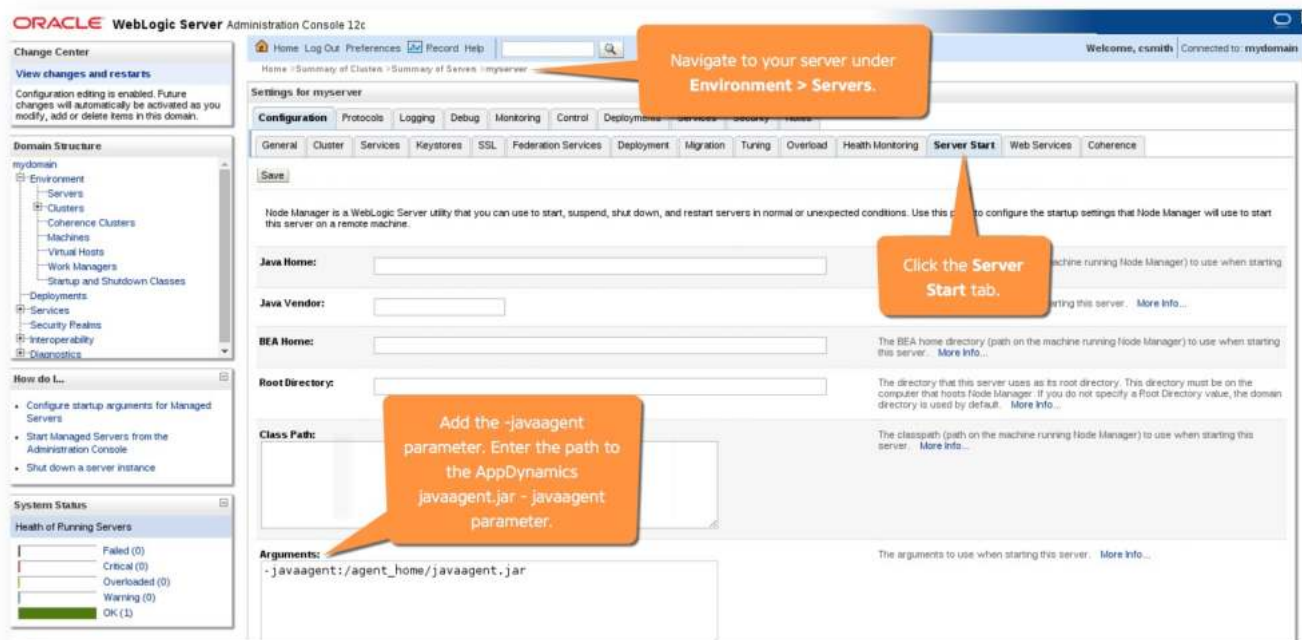 ORACLE WebLogic Server Administration Console 12c
Change Center
View changes and restarts
Configuration editing is enabled. Future
changes will automatically be activated as you
modify, add or delete items in this domain.
Domain Structure
mydomain
Environment
Servers
Clusters
Coherence Clusters
Machines
Virtual Hosts
Work Managers
Startup and Shutdown Classes
Deployments
Services
Security Realms
Interoperability
Diagnostics
How do I...
Configure startup arguments for Managed
Servers
Start Managed Servers from the
Administration Console
Shut down a server instance
System Status
Health of Running Servers
Failed (0)
Critical (0)
Overloaded (0)
Warning (0)
OK (1)
Home Log Out Preferences Record Help
Welcome, csmith Connected to: mydomain
Home >Summary of Clusters >Summary of Servers >myserver
Navigate to your server under
Environment > Servers.
Settings for myserver
Configuration Protocols Logging Debug Monitoring Control Deployments Services Security Notes
General Cluster Services Keystores SSL Federation Services Deployment Migration Tuning Overload Health Monitoring Server Start Web Services Coherence
Save
Node Manager is a WebLogic Server utility that you can use to start, suspend, shut down, and restart servers in normal or unexpected conditions. Use this to configure the startup settings that Node Manager will use to start
this server on a remote machine.
Click the Server
Start tab.
Java Home:
machine running Node Manager) to use when starting
Java Vendor:
starting this server. More Info...
BEA Home:
The BEA home directory (path on the machine running Node Manager) to use when starting
this server. More Info...
Root Directory:
The directory that this server uses as its root directory. This directory must be on the
computer that hosts Node Manager. If you do not specify a Root Directory value, the domain
directory is used by default. More Info...
Add the -javaagent
parameter. Enter the path to
the AppDynamics
javaagent.jar - javaagent
parameter.
Class Path:
The classpath (path on the machine running Node Manager) to use when starting this
server. More Info...
Arguments:
-javaagent:/agent_home/javaagent.jar
The arguments to use when starting this server. More Info...